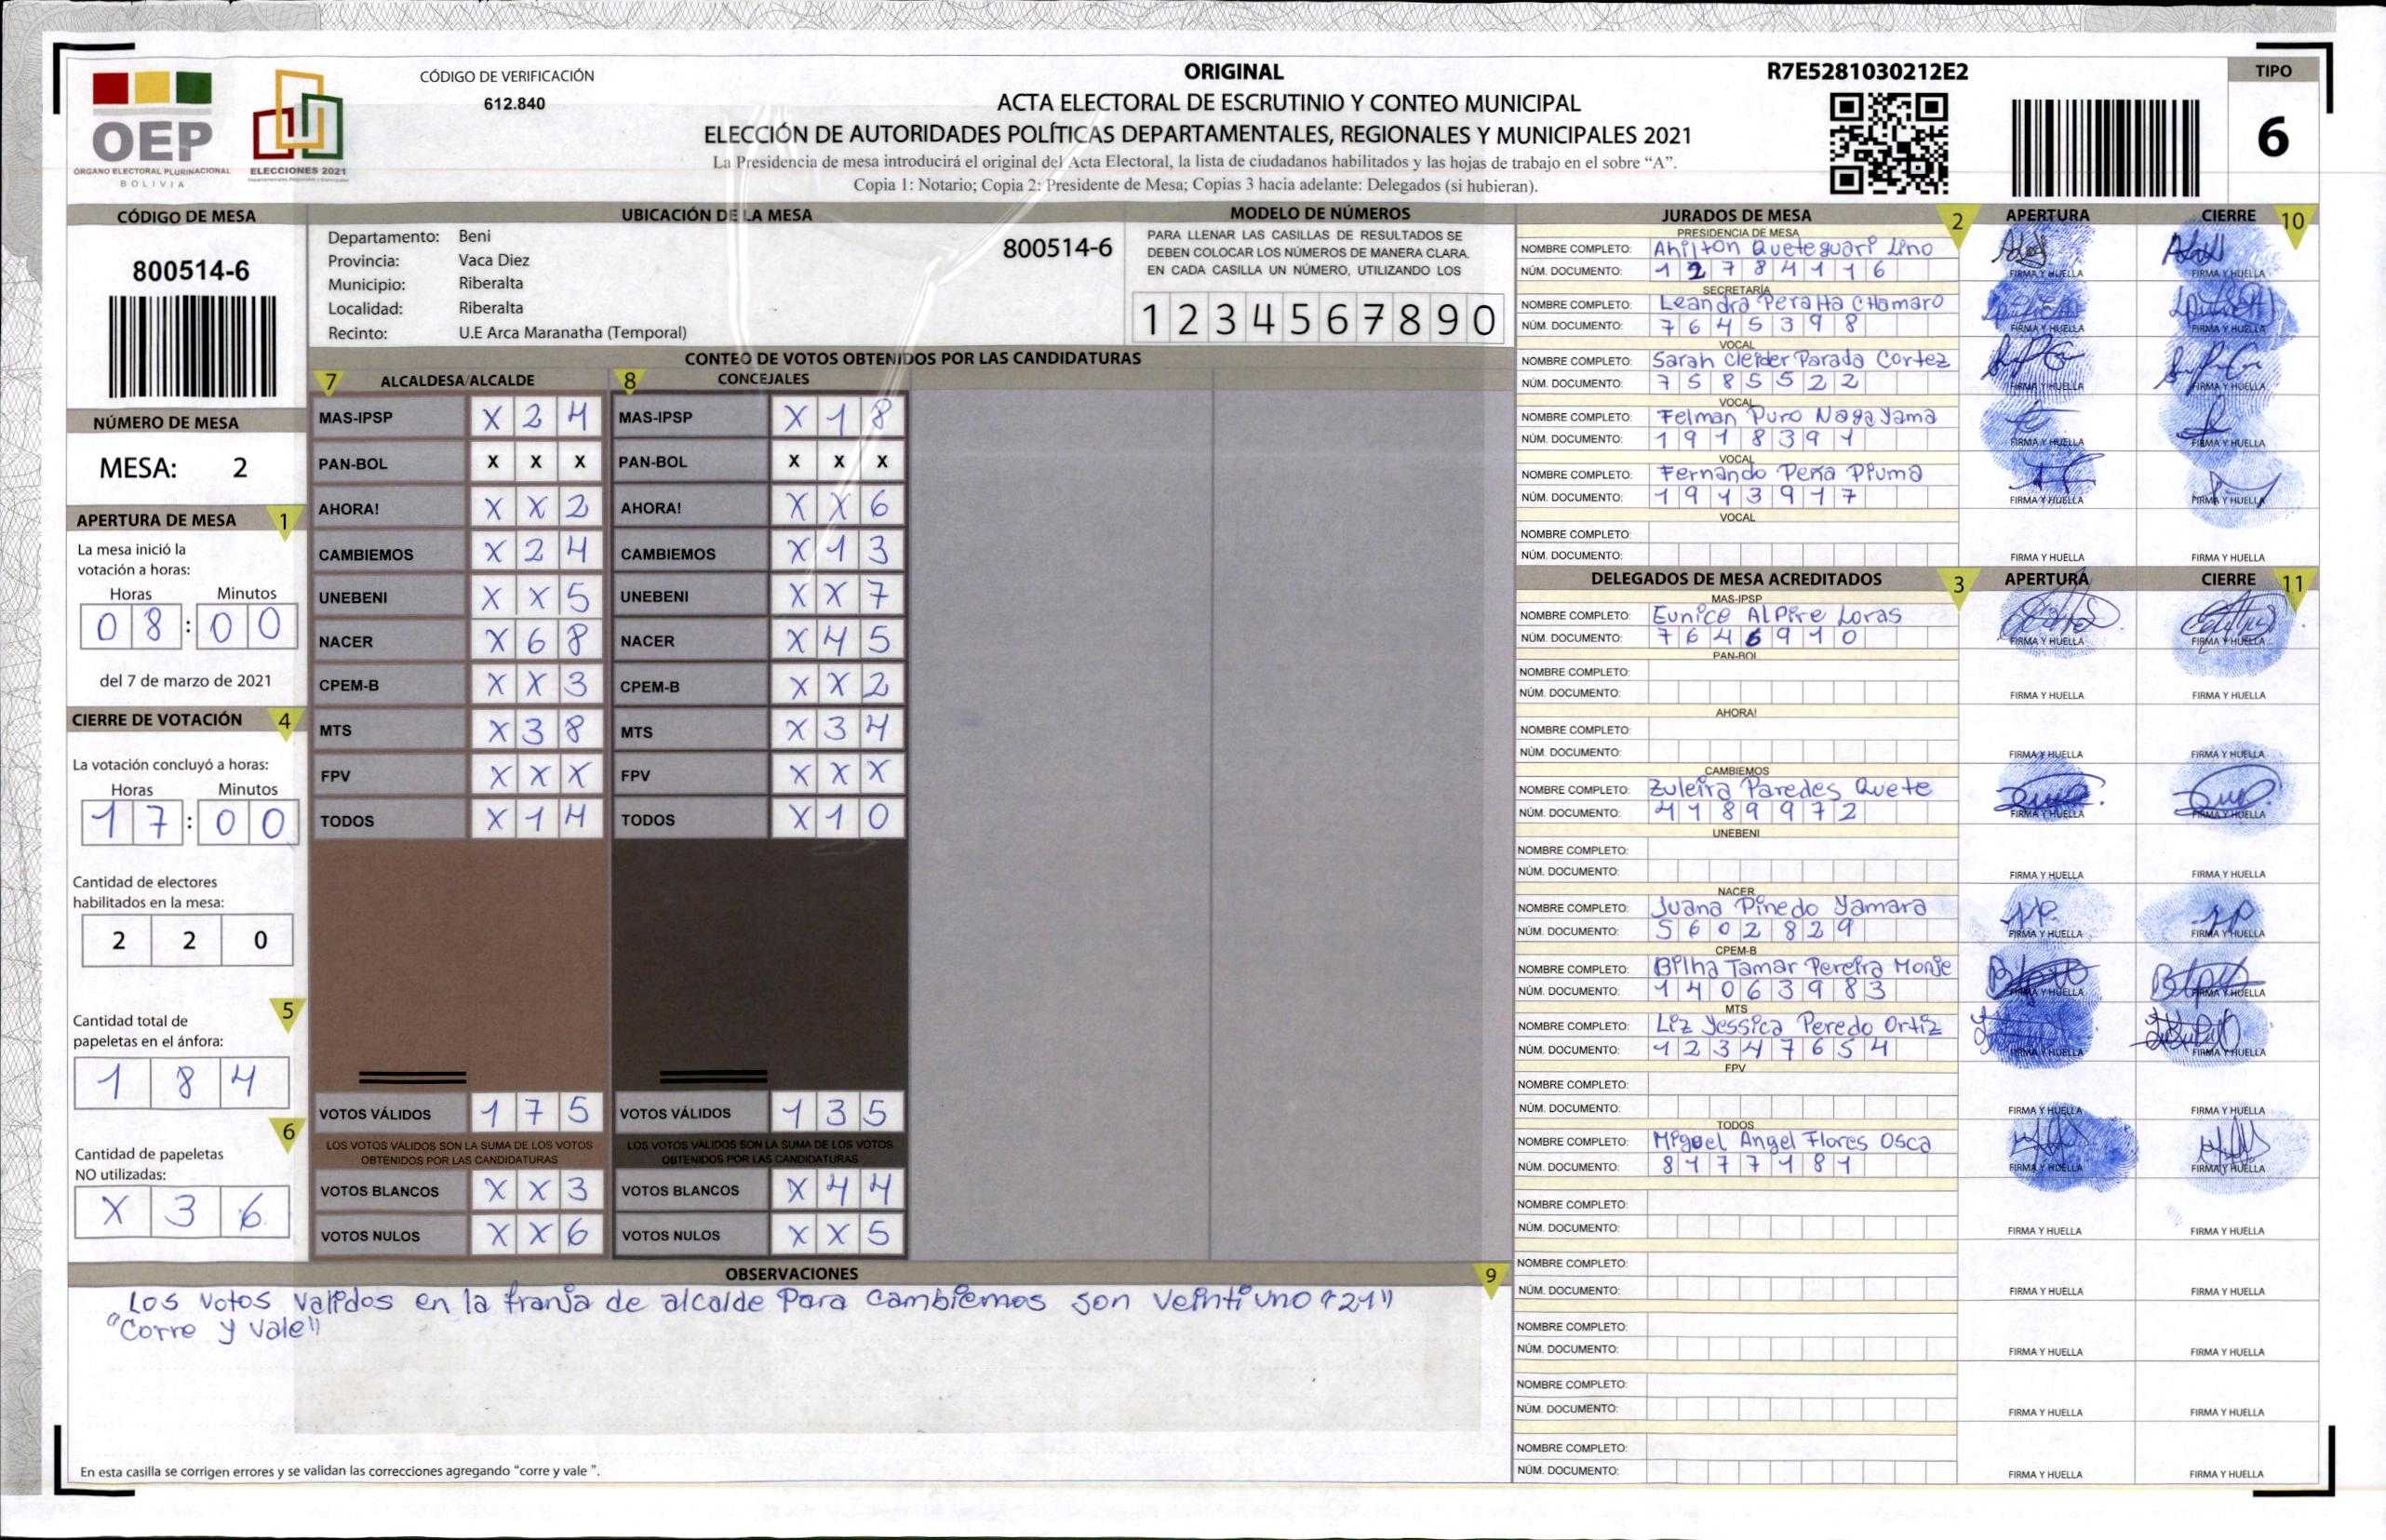 CÓDIGO DE VERIFICACIÓN
612.840
OEP
ÓRGANO ELECTORAL PLURINACIONAL
BOLIVIA
ELECCIONES 2021
ORIGINAL
ACTA ELECTORAL DE ESCRUTINIO Y CONTEO MUNICIPAL
ELECCIÓN DE AUTORIDADES POLÍTICAS DEPARTAMENTALES, REGIONALES Y MUNICIPALES 2021
La Presidencia de mesa introducirá el original del Acta Electoral, la lista de ciudadanos habilitados y las hojas de trabajo en el sobre “A”.
Copia 1: Notario; Copia 2: Presidente de Mesa; Copias 3 hacia adelante: Delegados (si hubieran).
R7E5281030212E2
TIPO
6
CÓDIGO DE MESA
800514-6
NÚMERO DE MESA
MESA: 2
APERTURA DE MESA 1
La mesa inició la
votación a horas:
Horas Minutos
0 8 : 0 0
del 7 de marzo de 2021
CIERRE DE VOTACIÓN 4
La votación concluyó a horas:
Horas Minutos
1 7 : 0 0
Cantidad de electores
habilitados en la mesa:
2 2 0
5
Cantidad total de
papeletas en el ánfora:
1 8 4
6
Cantidad de papeletas
NO utilizadas:
X 3 6
UBICACIÓN DE LA MESA
Departamento: Beni
Provincia: Vaca Diez
Municipio: Riberalta
Localidad: Riberalta
Recinto: U.E Arca Maranatha (Temporal)
800514-6
MODELO DE NÚMEROS
PARA LLENAR LAS CASILLAS DE RESULTADOS SE
DEBEN COLOCAR LOS NÚMEROS DE MANERA CLARA.
EN CADA CASILLA UN NÚMERO, UTILIZANDO LOS
1 2 3 4 5 6 7 8 9 0
CONTEO DE VOTOS OBTENIDOS POR LAS CANDIDATURAS
7 ALCALDESA/ALCALDE 8 CONCEJALES
MAS-IPSP X 2 4 MAS-IPSP X 1 8
PAN-BOL X X X PAN-BOL X X X
AHORA! X X 2 AHORA! X X 6
CAMBIEMOS X 2 4 CAMBIEMOS X 1 3
UNEBENI X X 5 UNEBENI X X 7
NACER X 6 8 NACER X 4 5
CPEM-B X X 3 CPEM-B X X 2
MTS X 3 8 MTS X 3 4
FPV X X X FPV X X X
TODOS X 1 4 TODOS X 1 0
VOTOS VÁLIDOS 1 7 5 VOTOS VÁLIDOS 1 3 5
LOS VOTOS VÁLIDOS SON LA SUMA DE LOS VOTOS LOS VOTOS VÁLIDOS SON LA SUMA DE LOS VOTOS
OBTENIDOS POR LAS CANDIDATURAS OBTENIDOS POR LAS CANDIDATURAS
VOTOS BLANCOS X X 3 VOTOS BLANCOS X 4 4
VOTOS NULOS X X 6 VOTOS NULOS X X 5
OBSERVACIONES 9
Los votos validos en la franja de alcalde Para cambiemos son veinti uno "21"
"Corre y vale"
En esta casilla se corrigen errores y se validan las correcciones agregando “corre y vale ”.
JURADOS DE MESA 2 APERTURA CIERRE 10
PRESIDENCIA DE MESA
NOMBRE COMPLETO: Ahilton Queteguari Lino
NÚM. DOCUMENTO: 1 2 7 8 4 1 1 6 FIRMA Y HUELLA FIRMA Y HUELLA
SECRETARÍA
NOMBRE COMPLETO: Leandra Peralta CHamaro
NÚM. DOCUMENTO: 7 6 4 5 3 9 8 FIRMA Y HUELLA FIRMA Y HUELLA
VOCAL
NOMBRE COMPLETO: Sarah Cleider Parada Cortez
NÚM. DOCUMENTO: 7 5 8 5 5 2 2 FIRMA Y HUELLA FIRMA Y HUELLA
VOCAL
NOMBRE COMPLETO: Felman Puro Nagayama
NÚM. DOCUMENTO: 1 9 1 8 3 9 1 FIRMA Y HUELLA FIRMA Y HUELLA
VOCAL
NOMBRE COMPLETO: Fernando Peña Piuma
NÚM. DOCUMENTO: 1 9 1 3 9 1 7 FIRMA Y HUELLA FIRMA Y HUELLA
VOCAL
NOMBRE COMPLETO:
NÚM. DOCUMENTO: FIRMA Y HUELLA FIRMA Y HUELLA
DELEGADOS DE MESA ACREDITADOS 3 APERTURA CIERRE 11
MAS-IPSP
NOMBRE COMPLETO: Eunice Alpire Loras
NÚM. DOCUMENTO: 7 6 4 6 9 1 0 FIRMA Y HUELLA FIRMA Y HUELLA
PAN-BOL
NOMBRE COMPLETO:
NÚM. DOCUMENTO: FIRMA Y HUELLA FIRMA Y HUELLA
AHORA!
NOMBRE COMPLETO:
NÚM. DOCUMENTO: FIRMA Y HUELLA FIRMA Y HUELLA
CAMBIEMOS
NOMBRE COMPLETO: Zuleira Paredes Quete
NÚM. DOCUMENTO: 4 1 8 9 9 7 2 FIRMA Y HUELLA FIRMA Y HUELLA
UNEBENI
NOMBRE COMPLETO:
NÚM. DOCUMENTO: FIRMA Y HUELLA FIRMA Y HUELLA
NACER
NOMBRE COMPLETO: Juana Pinedo Yamara
NÚM. DOCUMENTO: 5 6 0 2 8 2 9 FIRMA Y HUELLA FIRMA Y HUELLA
CPEM-B
NOMBRE COMPLETO: Bilha Tamar Pereira Monje
NÚM. DOCUMENTO: 1 4 0 6 3 9 8 3 FIRMA Y HUELLA FIRMA Y HUELLA
MTS
NOMBRE COMPLETO: Liz Yessica Peredo Ortiz
NÚM. DOCUMENTO: 1 2 3 4 7 6 5 4 FIRMA Y HUELLA FIRMA Y HUELLA
FPV
NOMBRE COMPLETO:
NÚM. DOCUMENTO: FIRMA Y HUELLA FIRMA Y HUELLA
TODOS
NOMBRE COMPLETO: Miguel Angel Flores Osca
NÚM. DOCUMENTO: 8 1 7 7 1 8 1 FIRMA Y HUELLA FIRMA Y HUELLA
NOMBRE COMPLETO:
NÚM. DOCUMENTO: FIRMA Y HUELLA FIRMA Y HUELLA
NOMBRE COMPLETO:
NÚM. DOCUMENTO: FIRMA Y HUELLA FIRMA Y HUELLA
NOMBRE COMPLETO:
NÚM. DOCUMENTO: FIRMA Y HUELLA FIRMA Y HUELLA
NOMBRE COMPLETO:
NÚM. DOCUMENTO: FIRMA Y HUELLA FIRMA Y HUELLA
NOMBRE COMPLETO:
NÚM. DOCUMENTO: FIRMA Y HUELLA FIRMA Y HUELLA